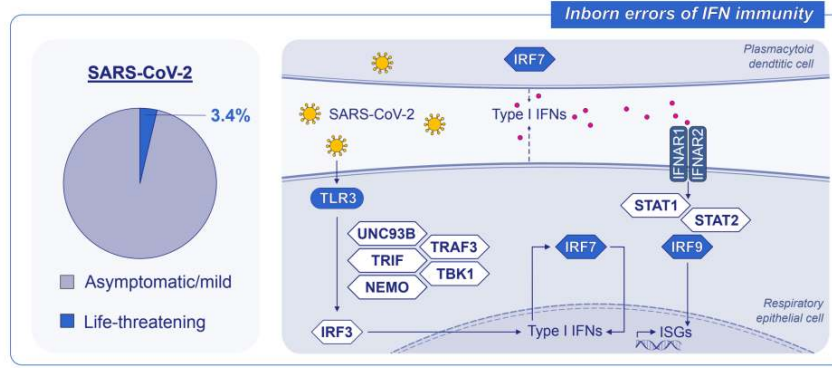 Inborn errors of IFN immunity
SARS-CoV-2
3.4%
Asymptomatic/mild
Life-threatening
IRF7
Plasmacytoid
dendtitic cell
SARS-CoV-2
Type I IFNs
IFNAR1
IFNAR2
TLR3
STAT1
STAT2
UNC93B
TRAF3
TRIF
TBK1
NEMO
IRF7
IRF9
IRF3
Type I IFNs
ISGs
Respiratory
epithelial cell